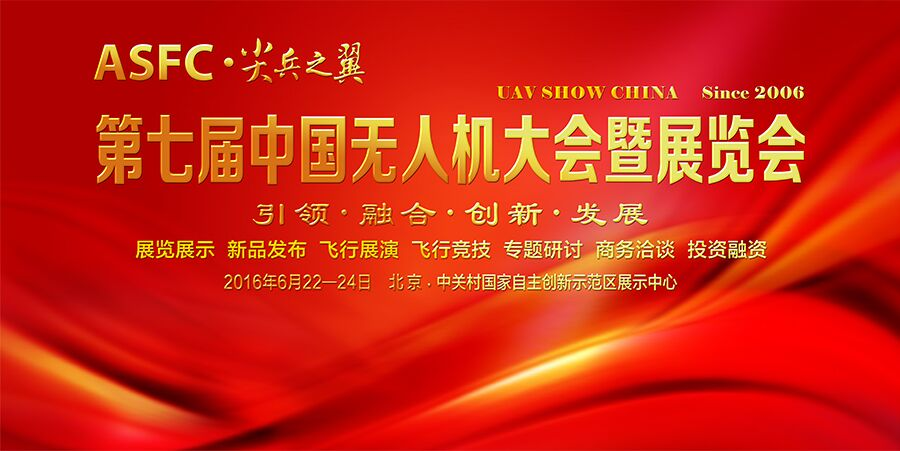 ASFC·尖兵之翼
UAV SHOW CHINA Since 2006
第七届中国无人机大会暨展览会
引领·融合·创新·发展
展览展示 新品发布 飞行展演 飞行竞技 专题研讨 商务洽谈 投资融资
2016年6月22—24日 北京·中关村国家自主创新示范区展示中心